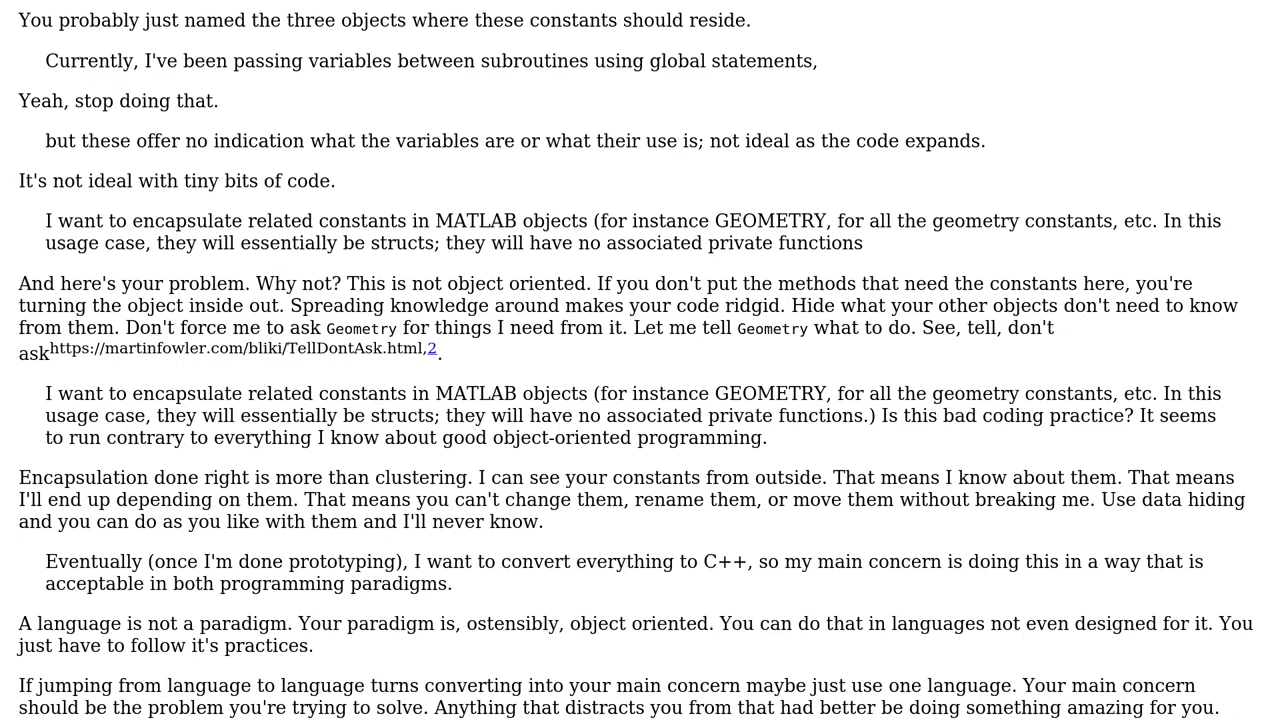 You probably just named the three objects where these constants should reside.
Currently, I've been passing variables between subroutines using global statements,
Yeah, stop doing that.
but these offer no indication what the variables are or what their use is; not ideal as the code expands.
It's not ideal with tiny bits of code.
I want to encapsulate related constants in MATLAB objects (for instance GEOMETRY, for all the geometry constants, etc. In this
usage case, they will essentially be structs; they will have no associated private functions
And here's your problem. Why not? This is not object oriented. If you don't put the methods that need the constants here, you're
turning the object inside out. Spreading knowledge around makes your code ridgid. Hide what your other objects don't need to know
from them. Don't force me to ask Geometry for things I need from it. Let me tell Geometry what to do. See, tell, don't
askhttps://martinfowler.com/bliki/TellDontAsk.html,2.
I want to encapsulate related constants in MATLAB objects (for instance GEOMETRY, for all the geometry constants, etc. In this
usage case, they will essentially be structs; they will have no associated private functions.) Is this bad coding practice? It seems
to run contrary to everything I know about good object-oriented programming.
Encapsulation done right is more than clustering. I can see your constants from outside. That means I know about them. That means
I'll end up depending on them. That means you can't change them, rename them, or move them without breaking me. Use data hiding
and you can do as you like with them and I'll never know.
Eventually (once I'm done prototyping), I want to convert everything to C++, so my main concern is doing this in a way that is
acceptable in both programming paradigms.
A language is not a paradigm. Your paradigm is, ostensibly, object oriented. You can do that in languages not even designed for it. You
just have to follow it's practices.
If jumping from language to language turns converting into your main concern maybe just use one language. Your main concern
should be the problem you're trying to solve. Anything that distracts you from that had better be doing something amazing for you.